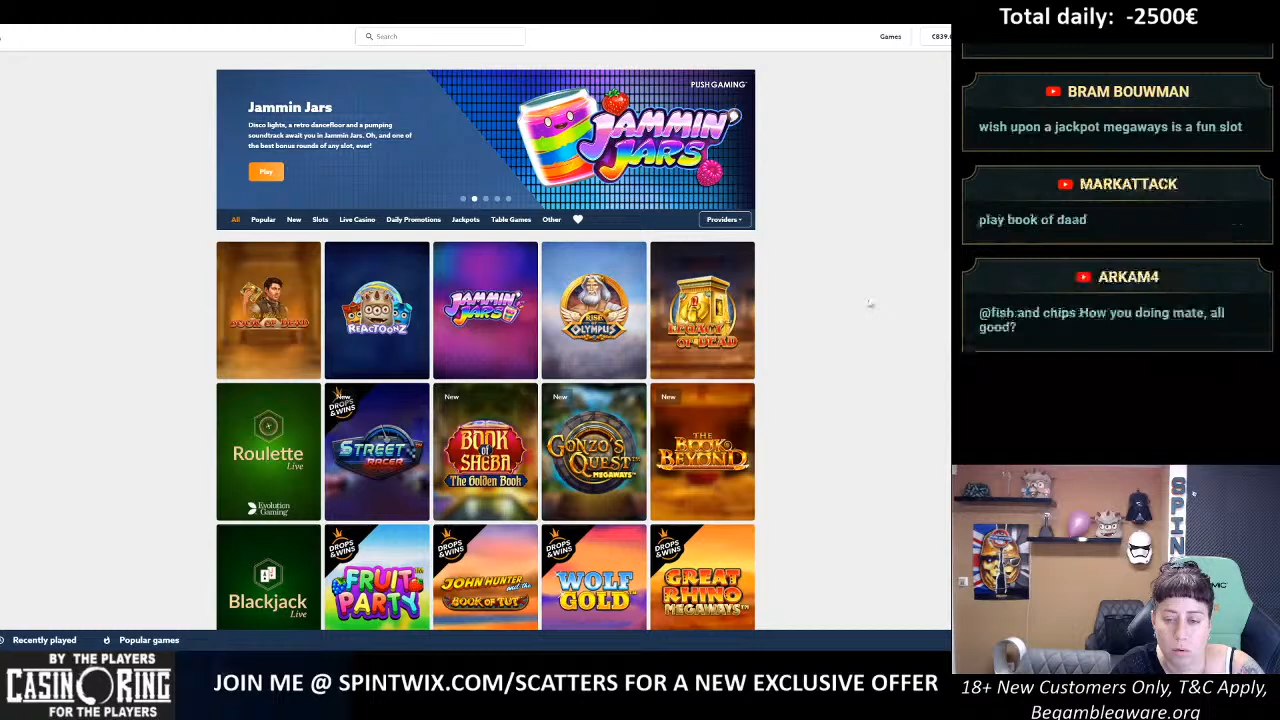 Total daily: -2500€
Search
Games
€839.
Jammin Jars
Disco lights, a retro dancefloor and a pumping
soundtrack await you in Jammin Jars. Oh, and one of
the best bonus rounds of any slot, ever!
Play
PUSH GAMING
JAMMIN'
JARS
All Popular New Slots Live Casino Daily Promotions Jackpots Table Games Other Providers
BOOK OF DEAD
REACTOONZ
JAMMIN'
JARS
RISE OF
OLYMPUS
LEGACY
OF DEAD
Roulette
Live
Evolution
Gaming
New
DROPS
&WINS
STREET
RACER
New
BOOK
of
SHEBA
The Golden Book
New
GONZO'S
QUEST
MEGAWAYS
New
THE
BOOK
BEYOND
Blackjack
Live
DROPS
&WINS
FRUIT
PARTY
DROPS
&WINS
JOHN HUNTER and the
BOOK OF TUT
DROPS
&WINS
WOLF
GOLD
DROPS
&WINS
GREAT
RHINO
MEGAWAYS
Recently played Popular games
BRAM BOUWMAN
wish upon a jackpot megaways is a fun slot
MARKATTACK
play book of daad
ARKAM4
@fish and chips How you doing mate, all
good?
SPIN
BY THE PLAYERS
CASINORING
FOR THE PLAYERS
JOIN ME @ SPINTWIX.COM/SCATTERS FOR A NEW EXCLUSIVE OFFER
18+ New Customers Only, T&C Apply,
Begambleaware.org